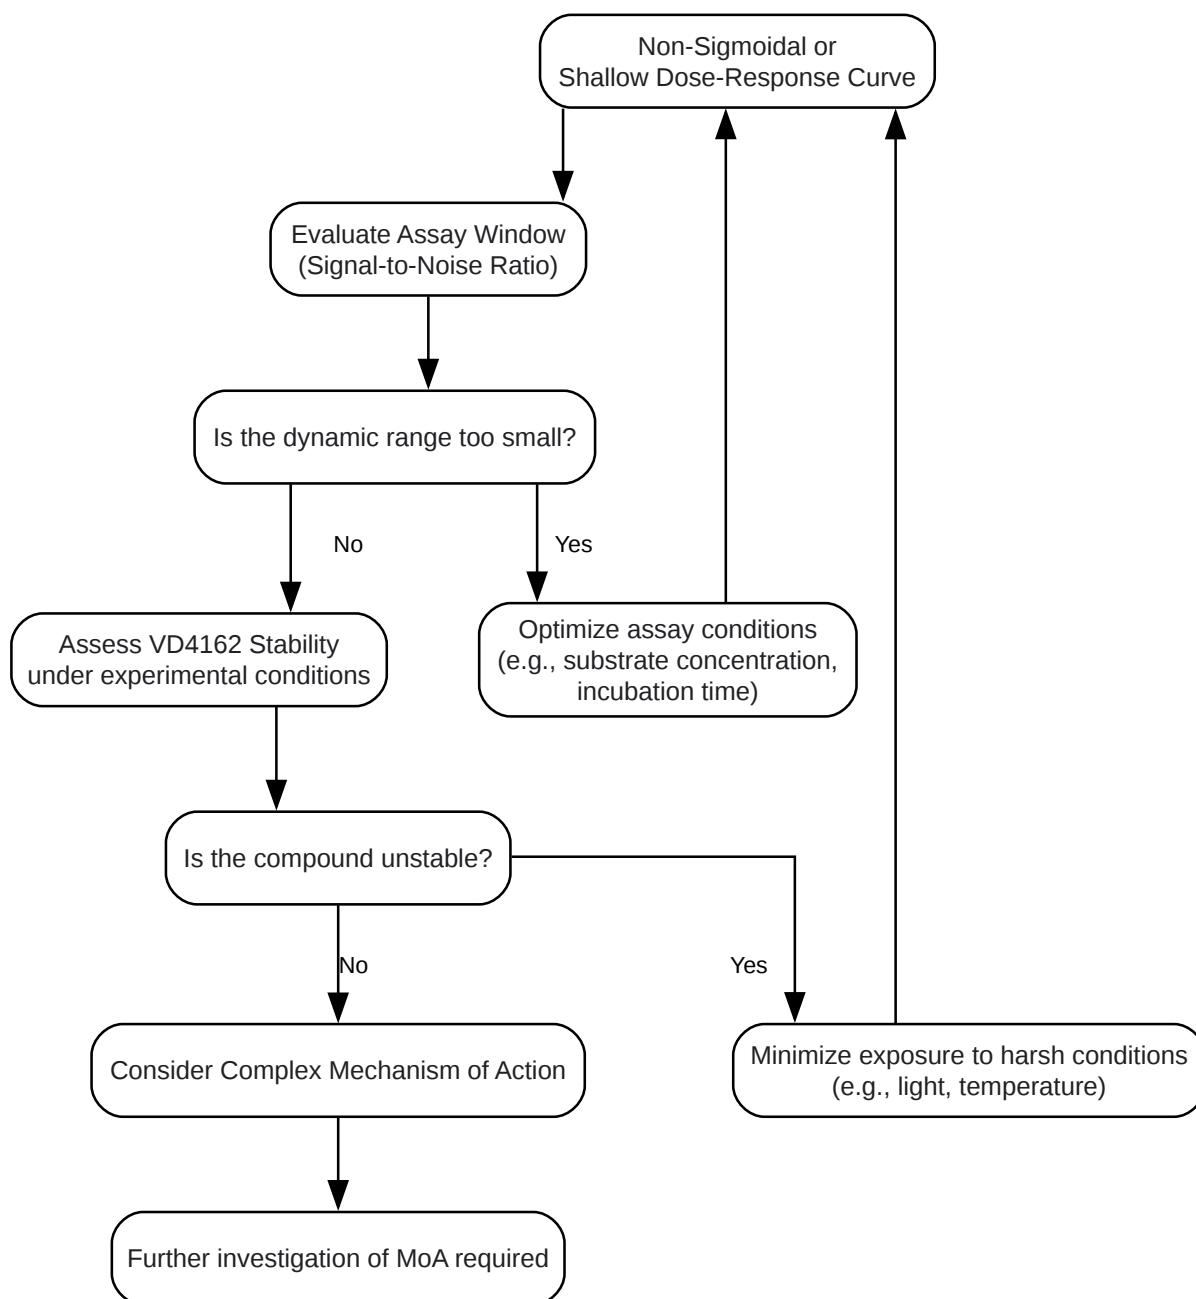 Non-Sigmoidal or
Shallow Dose-Response Curve
Evaluate Assay Window
(Signal-to-Noise Ratio)
Is the dynamic range too small?
No
Yes
Assess VD4162 Stability
under experimental conditions
Optimize assay conditions
(e.g., substrate concentration,
incubation time)
Is the compound unstable?
No
Yes
Consider Complex Mechanism of Action
Minimize exposure to harsh conditions
(e.g., light, temperature)
Further investigation of MoA required